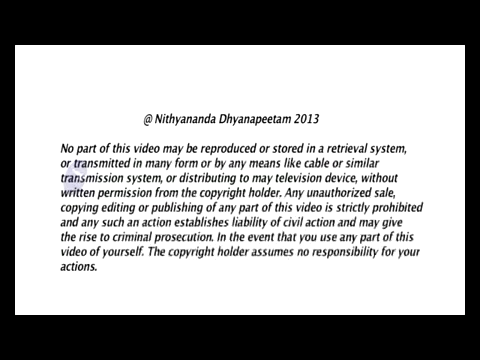 @ Nithyananda Dhyanapeetam 2013
No part of this video may be reproduced or stored in a retrieval system,
or transmitted in many form or by any means like cable or similar
transmission system, or distributing to may television device, without
written permission from the copyright holder. Any unauthorized sale,
copying editing or publishing of any part of this video is strictly prohibited
and any such an action establishes liability of civil action and may give
the rise to criminal prosecution. In the event that you use any part of this
video of yourself. The copyright holder assumes no responsibility for your
actions.